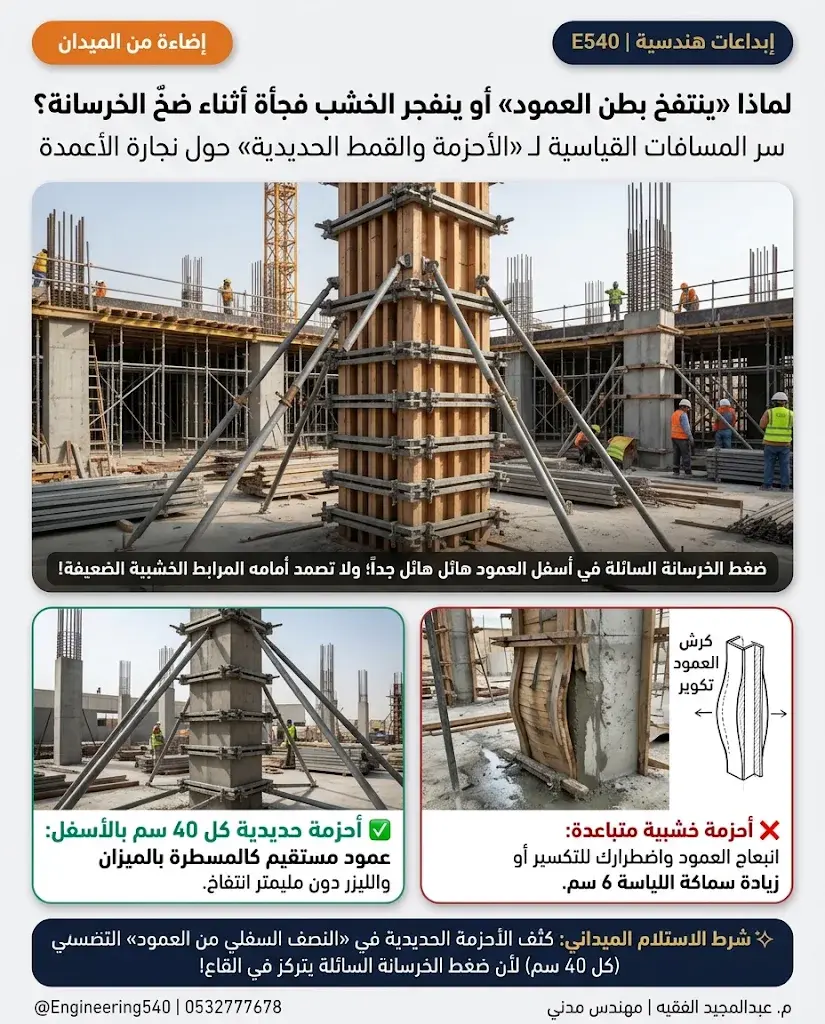 إبداعات هندسية | E540
إضاءة من الميدان
لماذا «ينتفخ بطن العمود» أو ينفجر الخشب فجأة أثناء ضخّ الخرسانة؟
سر المسافات القياسية لـ «الأحزمة والقمط الحديدية» حول نجارة الأعمدة
ضغط الخرسانة السائلة في أسفل العمود هائل هائل جداً؛ ولا تصمد أمامه المرابط الخشبية الضعيفة!
كرش
العمود
تكوير
❌ أحزمة خشبية متباعدة:
انبعاج العمود واضطرارك للتكسير أو
زيادة سماكة اللياسة 6 سم.
✅ أحزمة حديدية كل 40 سم بالأسفل:
عمود مستقيم كالمسطرة بالميزان
والليزر دون مليمتر انتفاخ.
شرط الاستلام الميداني: كثّف الأحزمة الحديدية في «النصف السفلي من العمود»
(كل 40 سم) لأن ضغط الخرسانة السائلة يتركز في القاع!
م. عبدالمجيد الفقيه | مهندس مدني
@Engineering540 | 0532777678